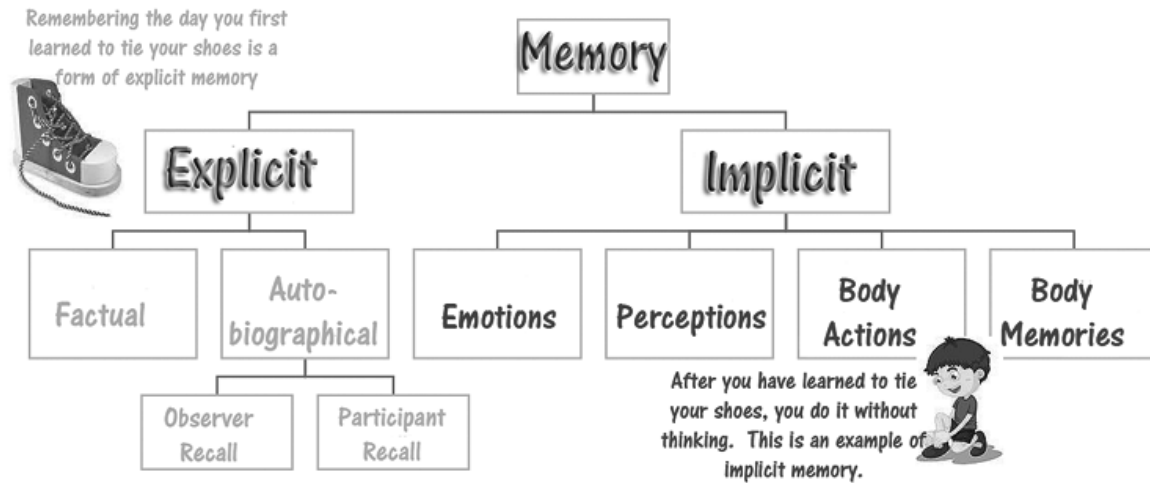 Remembering the day you first
learned to tie your shoes is a
form of explicit memory
Memory
Explicit
Implicit
Factual
Auto-
biographical
Emotions
Perceptions
Body
Actions
Body
Memories
Observer
Recall
Participant
Recall
After you have learned to tie
your shoes, you do it without
thinking. This is an example of
implicit memory.